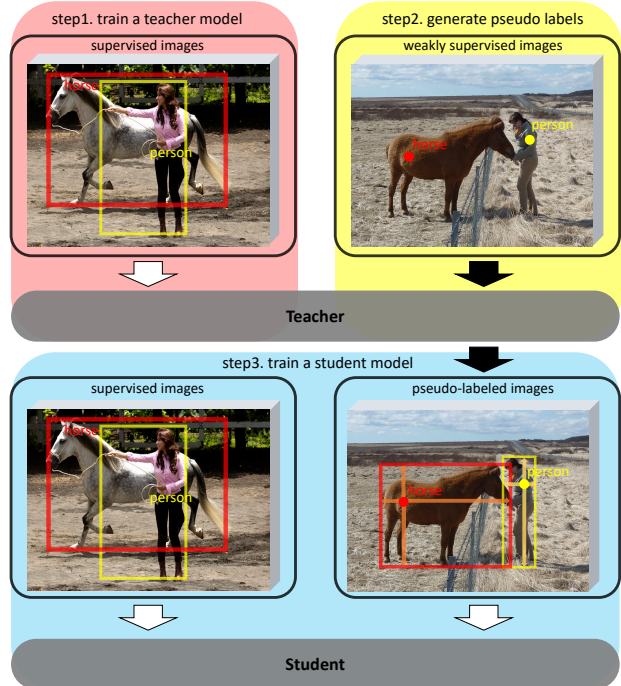 step1. train a teacher model
step2. generate pseudo labels
supervised images
weakly supervised images
horse
person
horse
person
Teacher
step3. train a student model
supervised images
pseudo-labeled images
horse
person
horse
person
Student